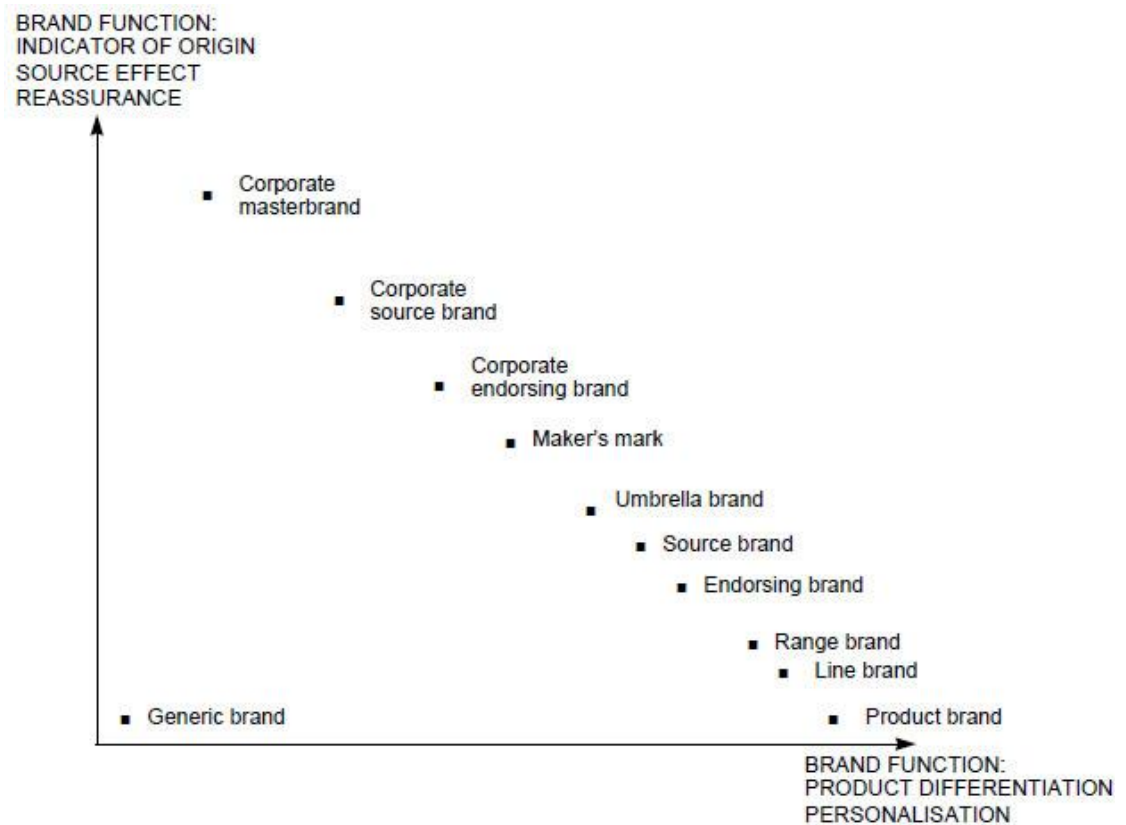 BRAND FUNCTION:
INDICATOR OF ORIGIN
SOURCE EFFECT
REASSURANCE
Corporate
masterbrand
Corporate
source brand
Corporate
endorsing brand
Maker's mark
Umbrella brand
Source brand
Endorsing brand
Range brand
Line brand
Generic brand
Product brand
BRAND FUNCTION:
PRODUCT DIFFERENTIATION
PERSONALISATION